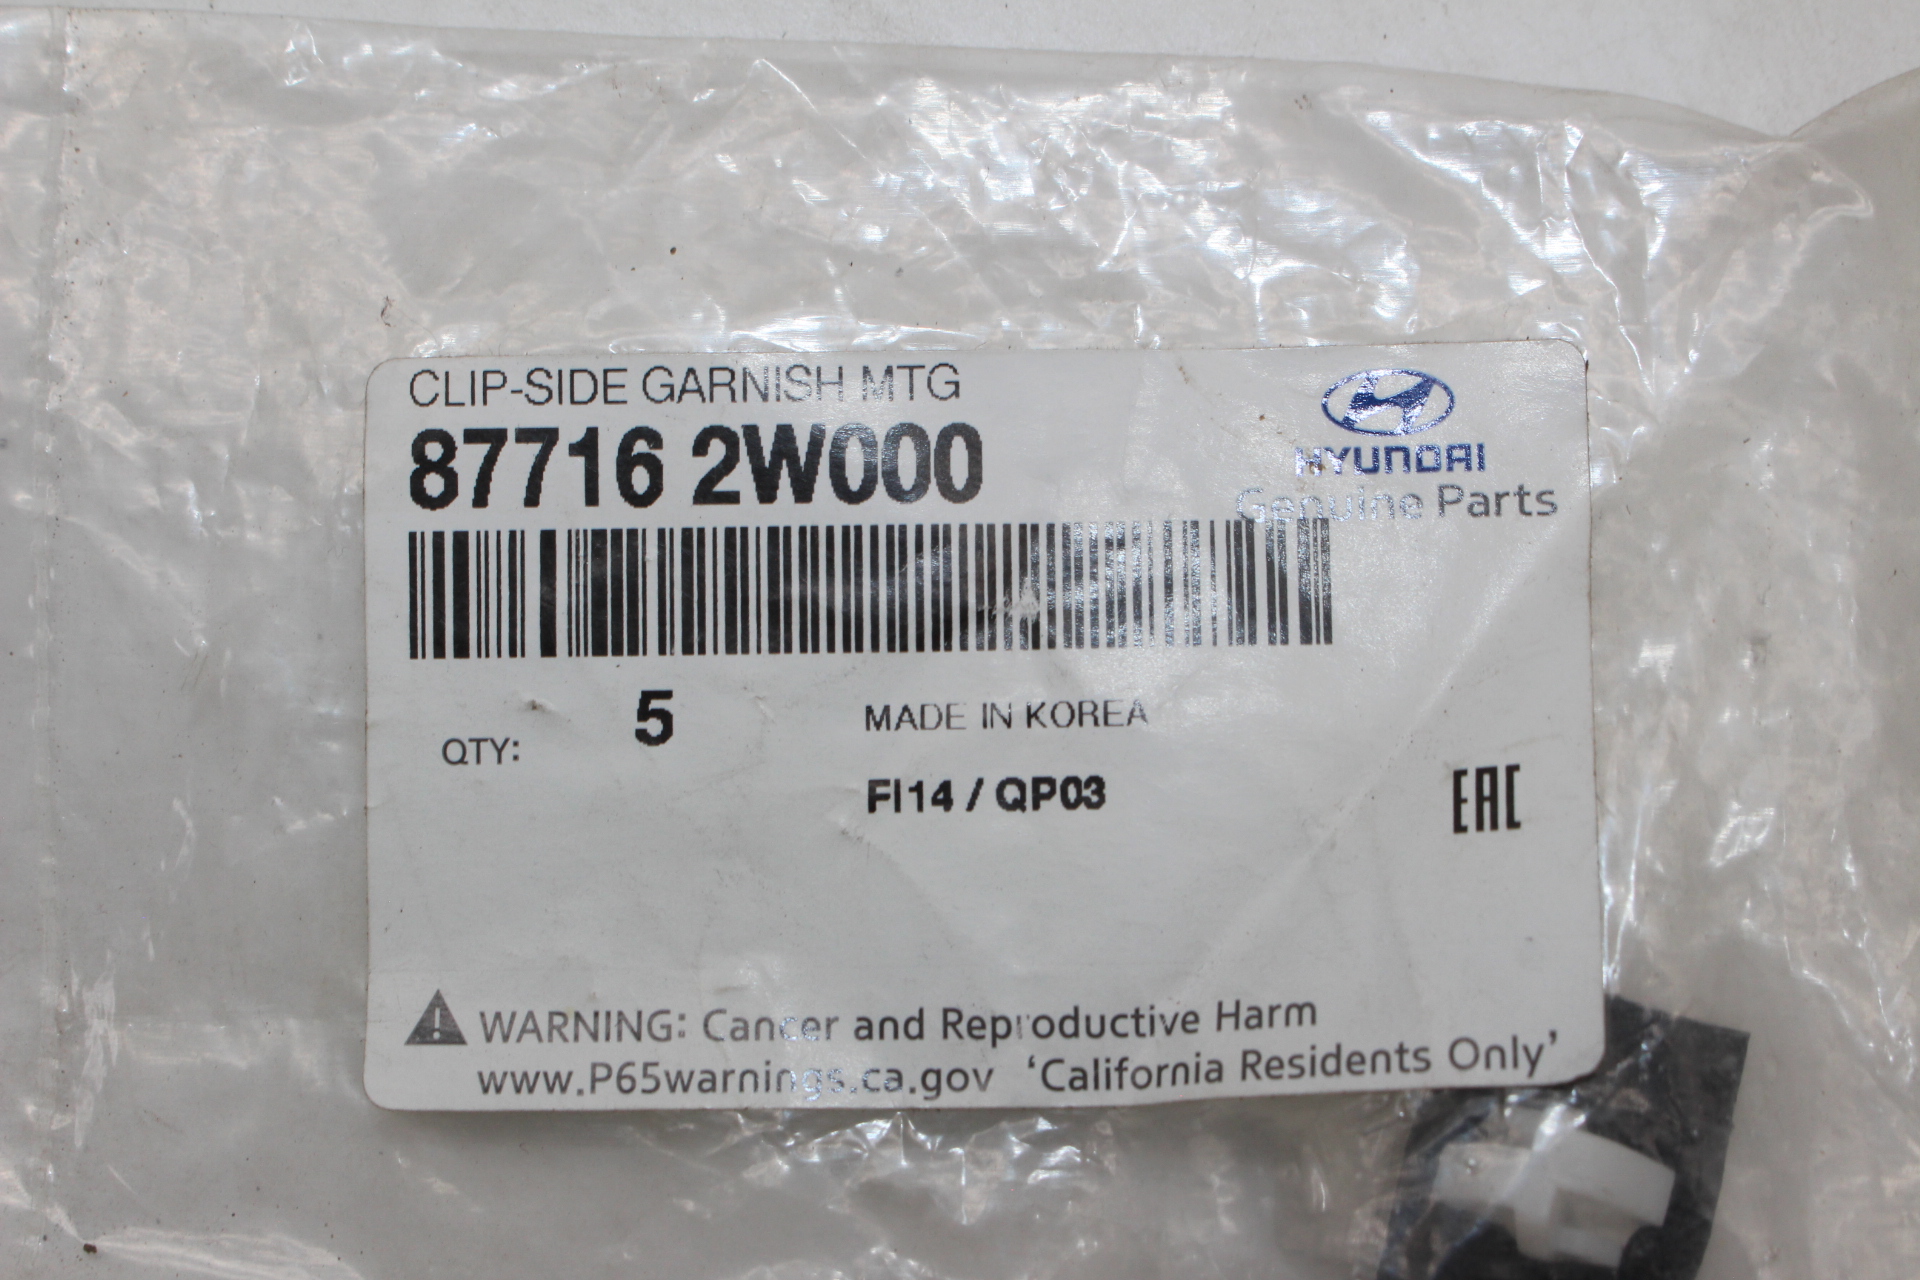 CLIP-SIDE GARNISH MTG
87716 2W000
HYUNDAI
Genuine Parts
QTY: 5
MADE IN KOREA
FI14 / QP03
EAC
WARNING: Cancer and Reproductive Harm
www.P65warnings.ca.gov 'California Residents Only'